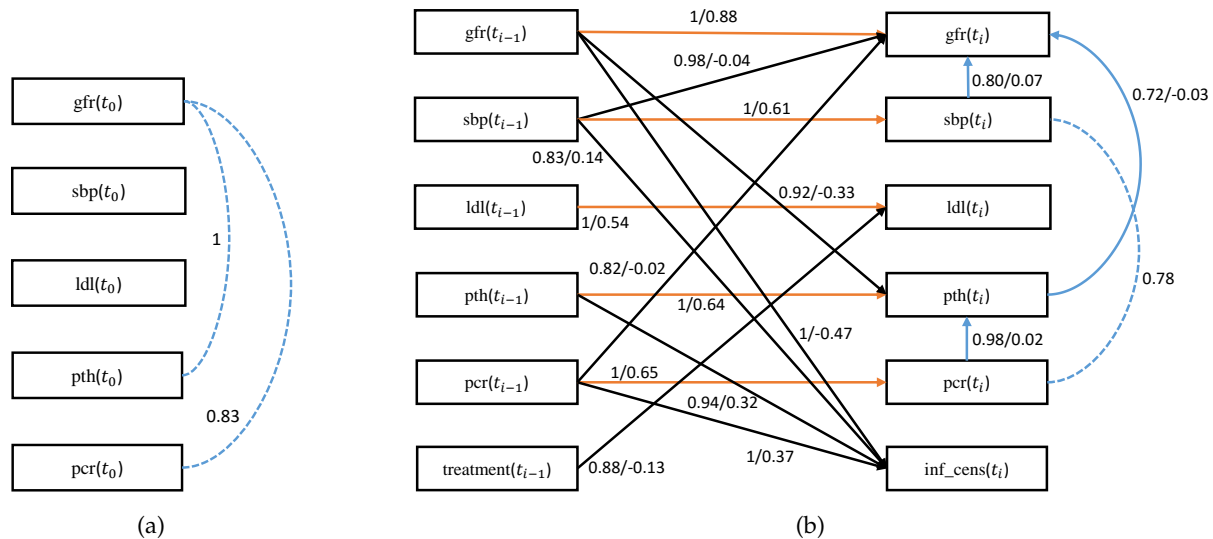 gfr(t₀)
sbp(t₀)
ldl(t₀)
pth(t₀)
pcr(t₀)
1
0.83
(a)
gfr(tᵢ₋₁)
sbp(tᵢ₋₁)
ldl(tᵢ₋₁)
pth(tᵢ₋₁)
pcr(tᵢ₋₁)
treatment(tᵢ₋₁)
1/0.88
0.98/-0.04
1/0.61
0.83/0.14
0.92/-0.33
1/0.54
0.82/-0.02
1/0.64
1/-0.47
1/0.65
0.94/0.32
1/0.37
0.88/-0.13
gfr(tᵢ)
0.80/0.07
sbp(tᵢ)
ldl(tᵢ)
pth(tᵢ)
0.98/0.02
pcr(tᵢ)
inf_cens(tᵢ)
0.72/-0.03
0.78
(b)